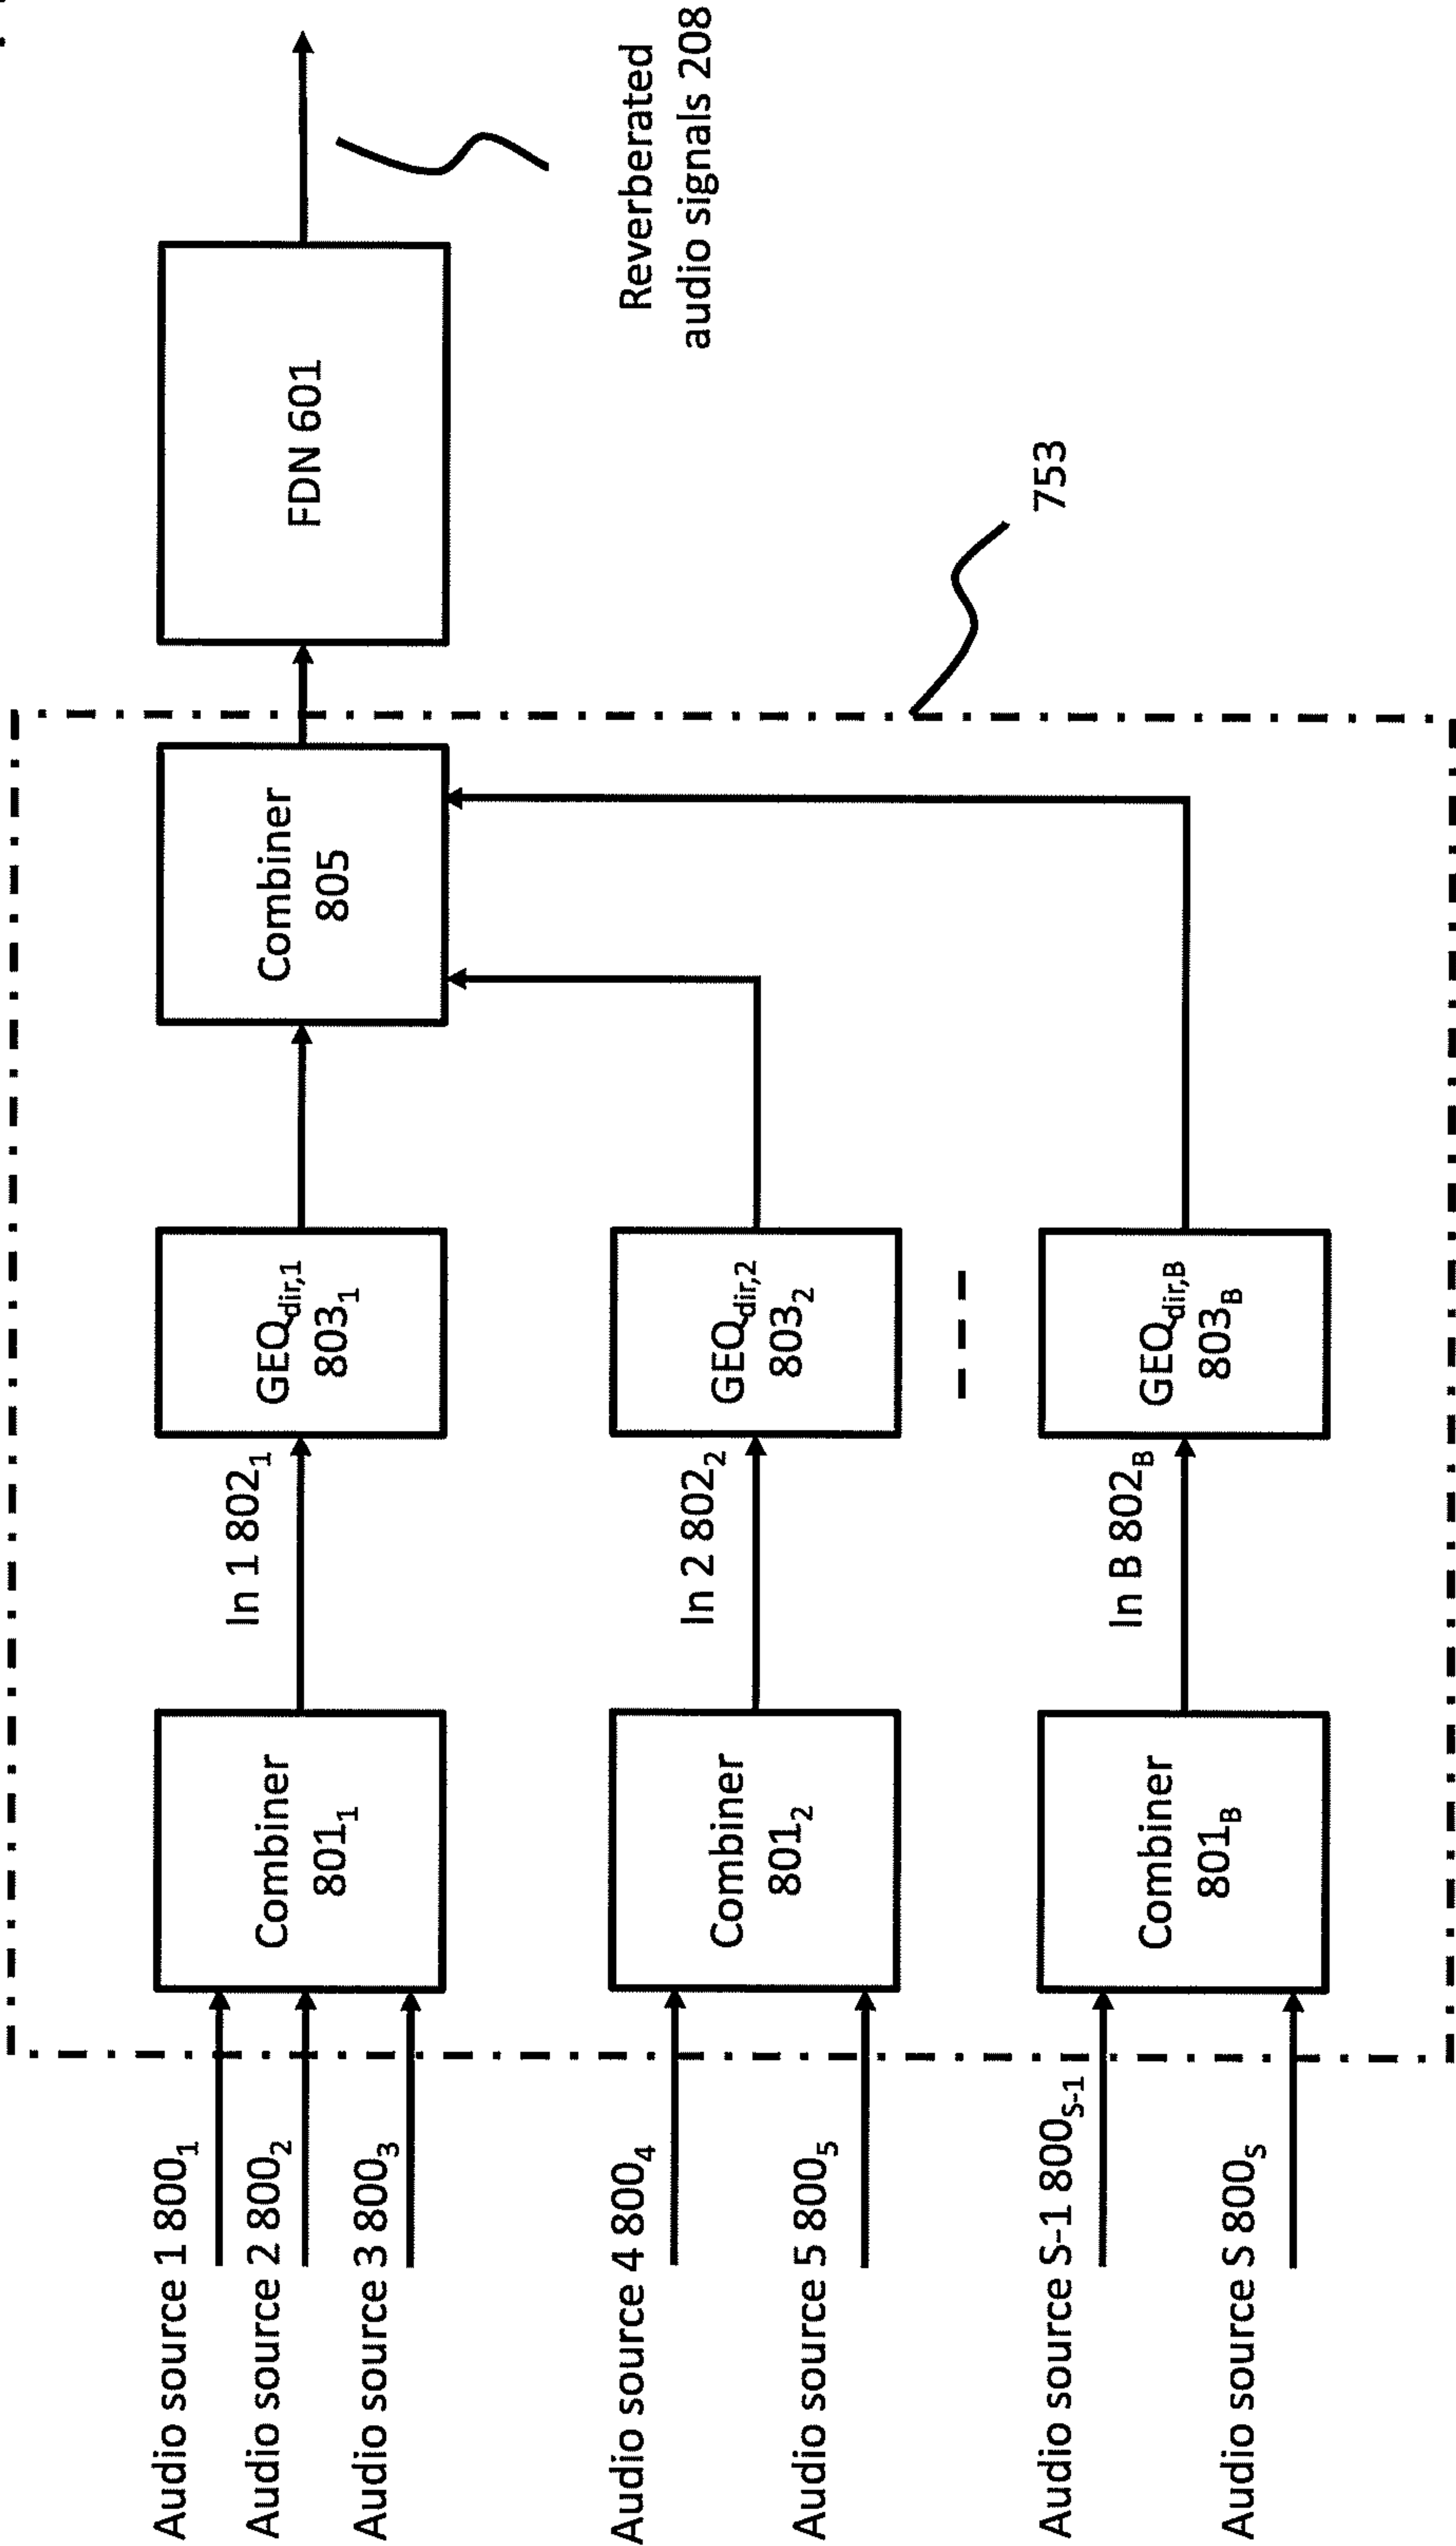 Audio source 1 800₁
Audio source 2 800₂
Audio source 3 800₃
Combiner
801₁
In 1 802₁
GEQdir,1
803₁
Combiner
805
FDN 601
Reverberated
audio signals 208
Audio source 4 800₄
Audio source 5 800₅
Combiner
801₂
In 2 802₂
GEQdir,2
803₂
753
Audio source S-1 800S-1
Audio source S 800S
Combiner
801B
In B 802B
GEQdir,B
803B